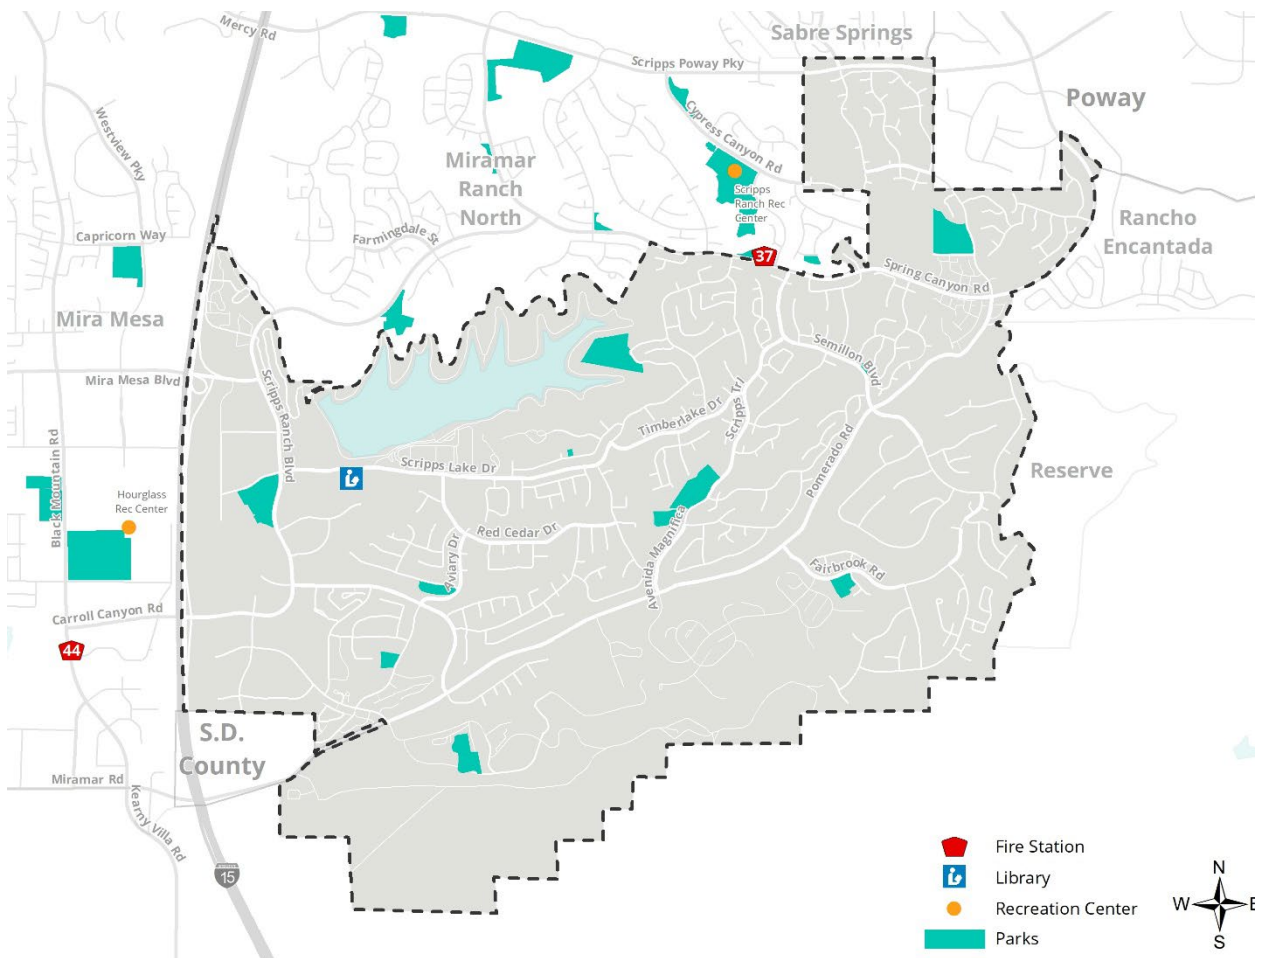 Mercy Rd
Sabre Springs
Scripps Poway Pky
Poway
Westview Pky
Cypress Canyon Rd
Miramar
Ranch
North
Scripps
Ranch Rec
Center
Rancho
Encantada
Capricorn Way
Farmingdale St
37
Spring Canyon Rd
Mira Mesa
Semillon Blvd
Mira Mesa Blvd
Scripps Ranch Blvd
Scripps Trl
Timberlake Dr
Black Mountain Rd
Scripps Lake Dr
Pomerado Rd
Reserve
Hourglass
Rec Center
Red Cedar Dr
Aviary Dr
Avenida Magnifica
Fairbrook Rd
Carroll Canyon Rd
44
S.D.
County
Miramar Rd
Kearny Villa Rd
15
Fire Station
Library
Recreation Center
Parks
N
W
E
S